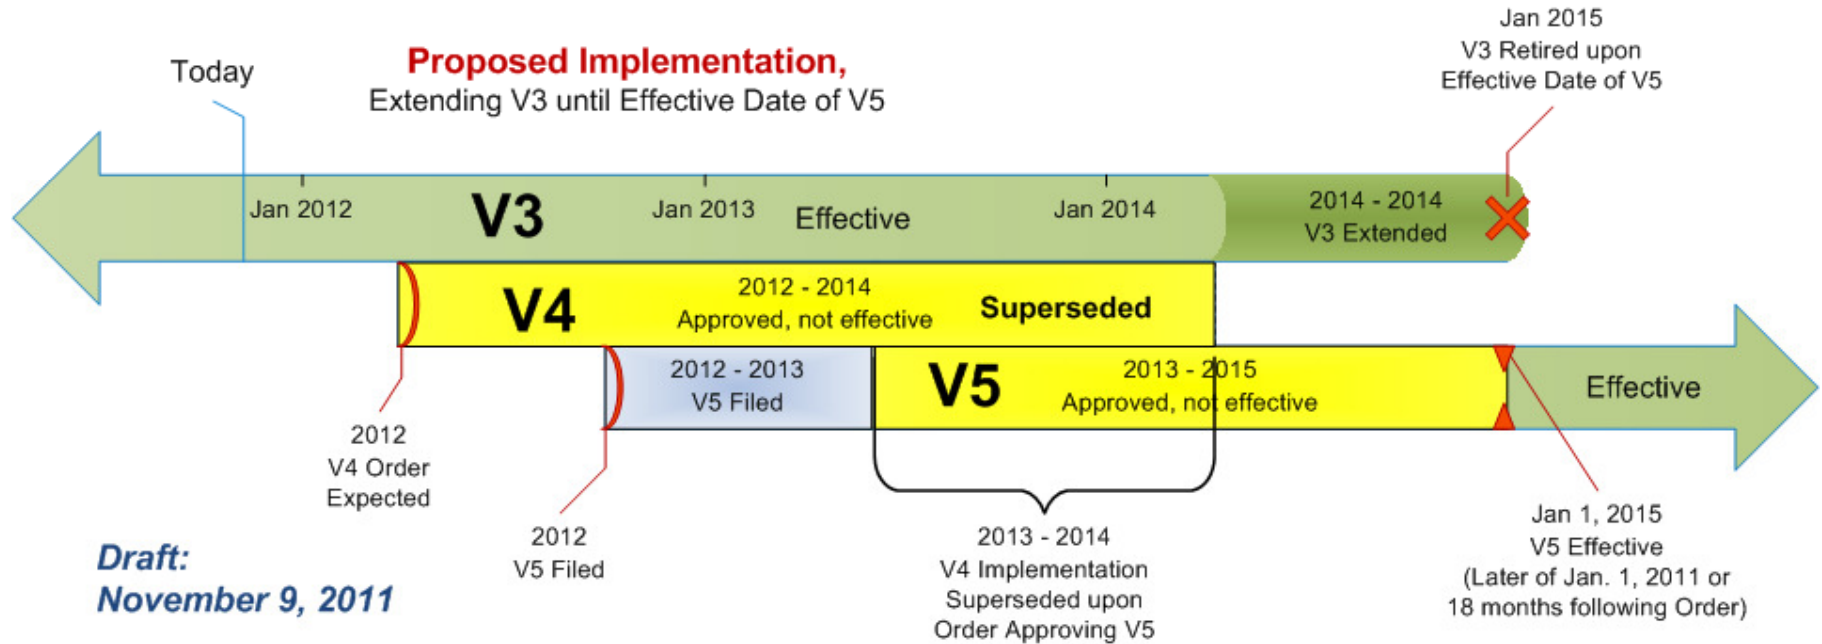 Jan 2015
V3 Retired upon
Effective Date of V5
Today
Proposed Implementation,
Extending V3 until Effective Date of V5
Jan 2012
V3
Jan 2013
Effective
Jan 2014
2014 - 2014
V3 Extended
V4
2012 - 2014
Approved, not effective
Superseded
2012 - 2013
V5 Filed
V5
2013 - 2015
Approved, not effective
Effective
2012
V4 Order
Expected
2012
V5 Filed
2013 - 2014
V4 Implementation
Superseded upon
Order Approving V5
Jan 1, 2015
V5 Effective
(Later of Jan. 1, 2011 or
18 months following Order)
Draft:
November 9, 2011